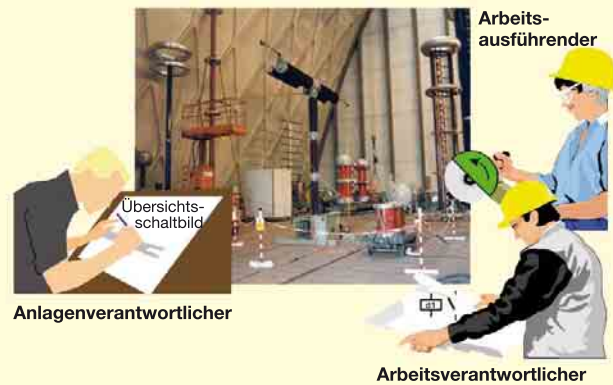 Arbeits-
ausführender
Übersichts-
schaltbild
Anlagenverantwortlicher
Arbeitsverantwortlicher